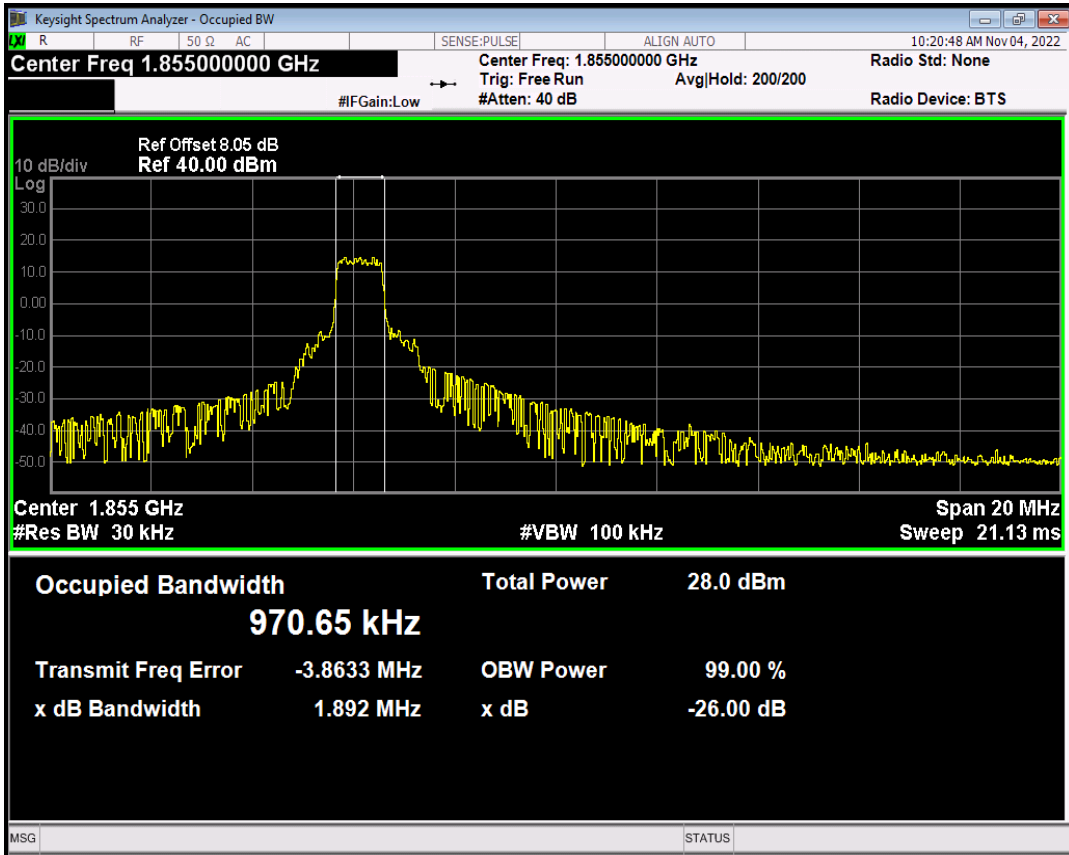 Keysight Spectrum Analyzer - Occupied BW
LXI R RF 50 Ω AC SENSE:PULSE ALIGN AUTO 10:20:48 AM Nov 04, 2022
Center Freq 1.855000000 GHz
Center Freq: 1.855000000 GHz Radio Std: None
Trig: Free Run Avg|Hold: 200/200
#IFGain:Low #Atten: 40 dB Radio Device: BTS
Ref Offset 8.05 dB
10 dB/div Ref 40.00 dBm
Log
30.0
20.0
10.0
0.00
-10.0
-20.0
-30.0
-40.0
-50.0
Center 1.855 GHz Span 20 MHz
#Res BW 30 kHz #VBW 100 kHz Sweep 21.13 ms
Occupied Bandwidth Total Power 28.0 dBm
970.65 kHz
Transmit Freq Error -3.8633 MHz OBW Power 99.00 %
x dB Bandwidth 1.892 MHz x dB -26.00 dB
MSG STATUS